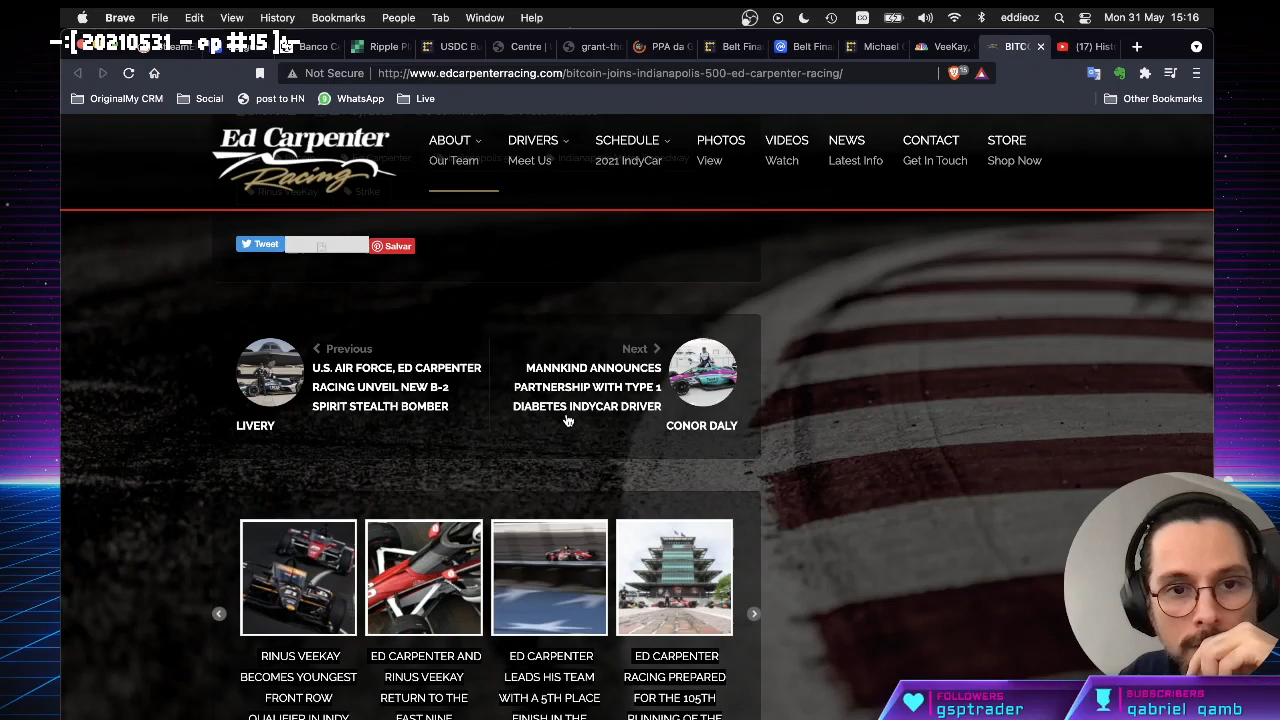 Brave File Edit View History Bookmarks People Tab Window Help eddieoz Mon 31 May 15:16
-:[ 20210531 - ep #15 ]:-
Banco C Ripple Pl USDC Bu Centre | grant-thr PPA da G Belt Fina Belt Fina Michael C VeeKay, BITCO (17) Hist
Not Secure http://www.edcarpenterracing.com/bitcoin-joins-indianapolis-500-ed-carpenter-racing/ 15
OriginalMy CRM Social post to HN WhatsApp Live Other Bookmarks
Ed Carpenter
Racing
ABOUT DRIVERS SCHEDULE PHOTOS VIDEOS NEWS CONTACT STORE
Our Team Meet Us 2021 IndyCar View Watch Latest Info Get In Touch Shop Now
Rinus VeeKay Strike
Tweet Salvar
Previous
U.S. AIR FORCE, ED CARPENTER
RACING UNVEIL NEW B-2
SPIRIT STEALTH BOMBER
LIVERY
Next
MANNKIND ANNOUNCES
PARTNERSHIP WITH TYPE 1
DIABETES INDYCAR DRIVER
CONOR DALY
RINUS VEEKAY
BECOMES YOUNGEST
FRONT ROW
QUALIFIER IN INDY
ED CARPENTER AND
RINUS VEEKAY
RETURN TO THE
FAST NINE
ED CARPENTER
LEADS HIS TEAM
WITH A 5TH PLACE
FINISH IN THE
ED CARPENTER
RACING PREPARED
FOR THE 105TH
RUNNING OF THE
FOLLOWERS
gsptrader
SUBSCRIBERS
gabriel_gamb